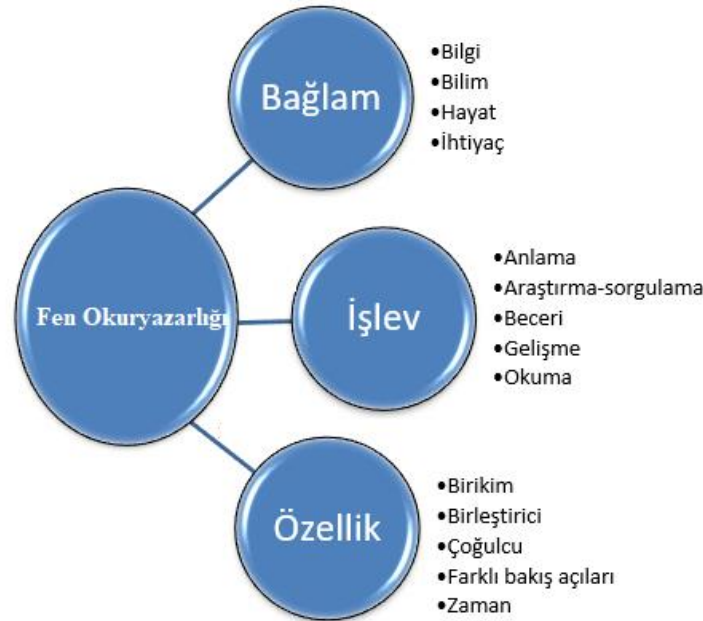 Bağlam
•Bilgi
•Bilim
•Hayat
•İhtiyaç
Fen Okuryazarlığı
İşlev
•Anlama
•Araştırma-sorgulama
•Beceri
•Gelişme
•Okuma
Özellik
•Birikim
•Birleştirici
•Çoğulcu
•Farklı bakış açıları
•Zaman